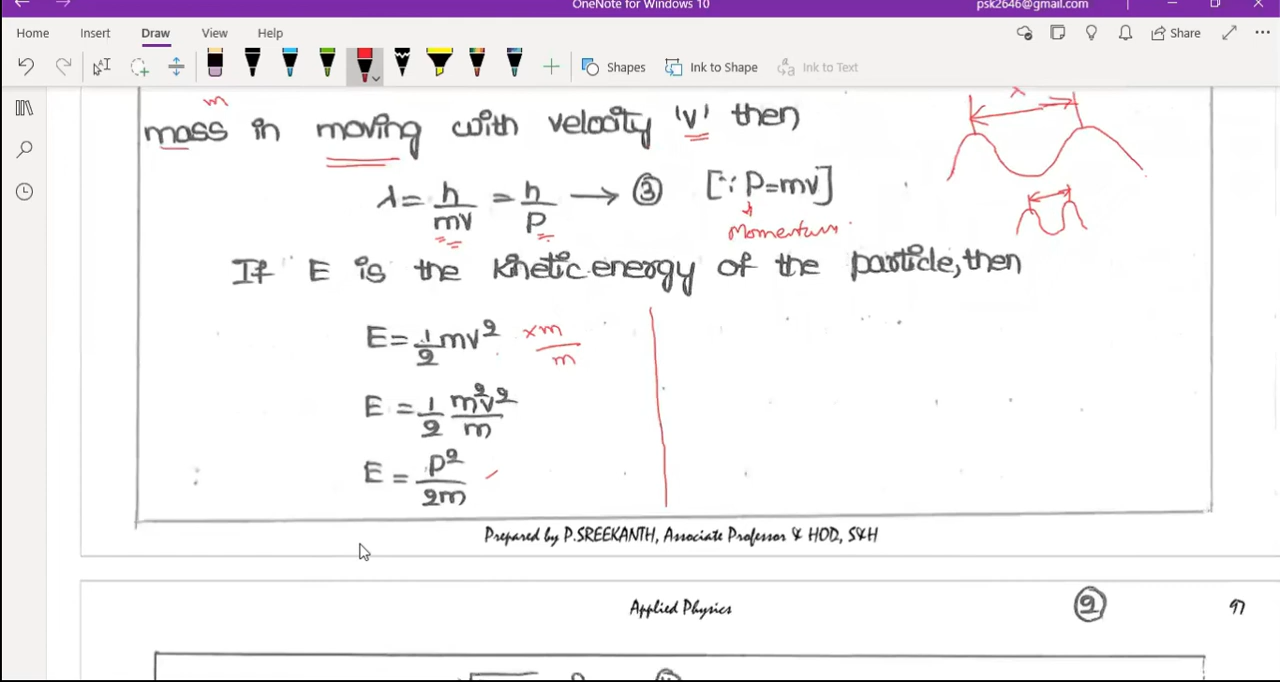 OneNote for Windows 10
psk2646@gmail.com
Home Insert Draw View Help
Share
Shapes Ink to Shape Ink to Text
m
mass in moving with velocity 'v' then
λ
λ = h/mv = h/P → ③ [∵ P=mv]
Momentum
If E is the kinetic energy of the particle, then
E = 1/2 mv² × m/m
E = 1/2 m²v²/m
E = P²/2m
Prepared by P.SREEKANTH, Associate Professor & HOD, S&H
Applied Physics
②
97